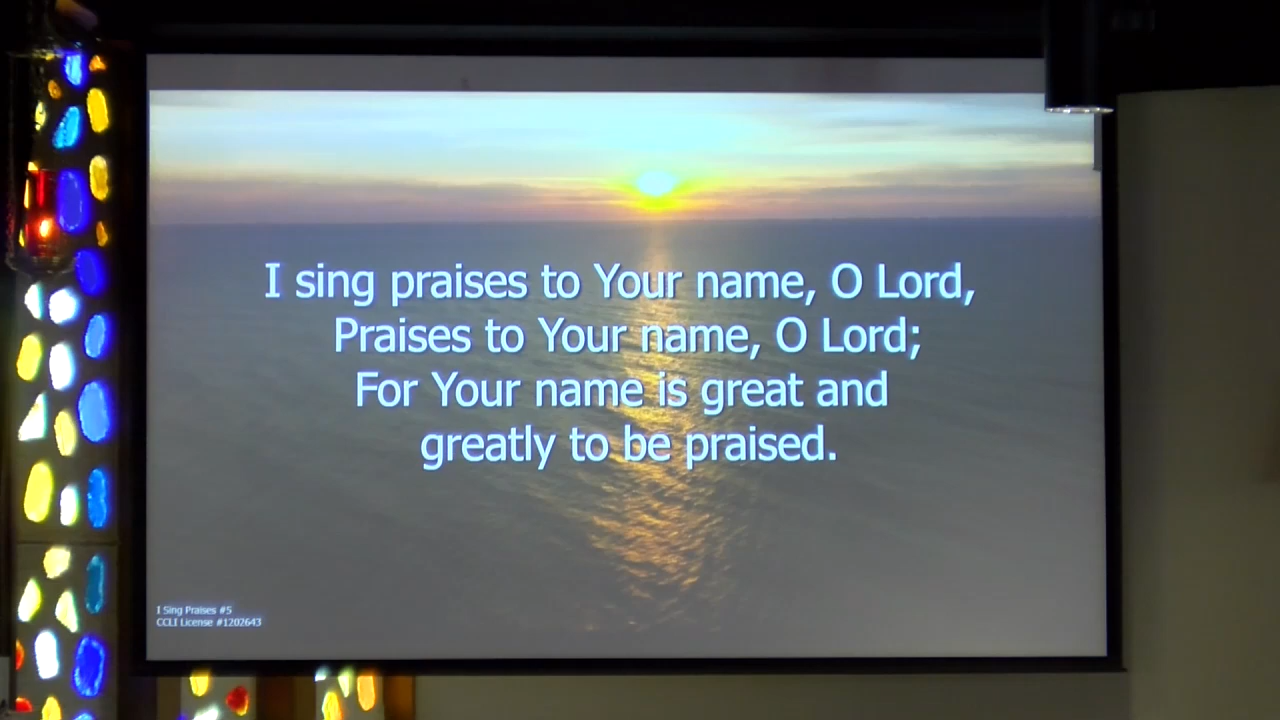 I sing praises to Your name, O Lord,
Praises to Your name, O Lord;
For Your name is great and
greatly to be praised.
I Sing Praises #5
CCLI License #1202643